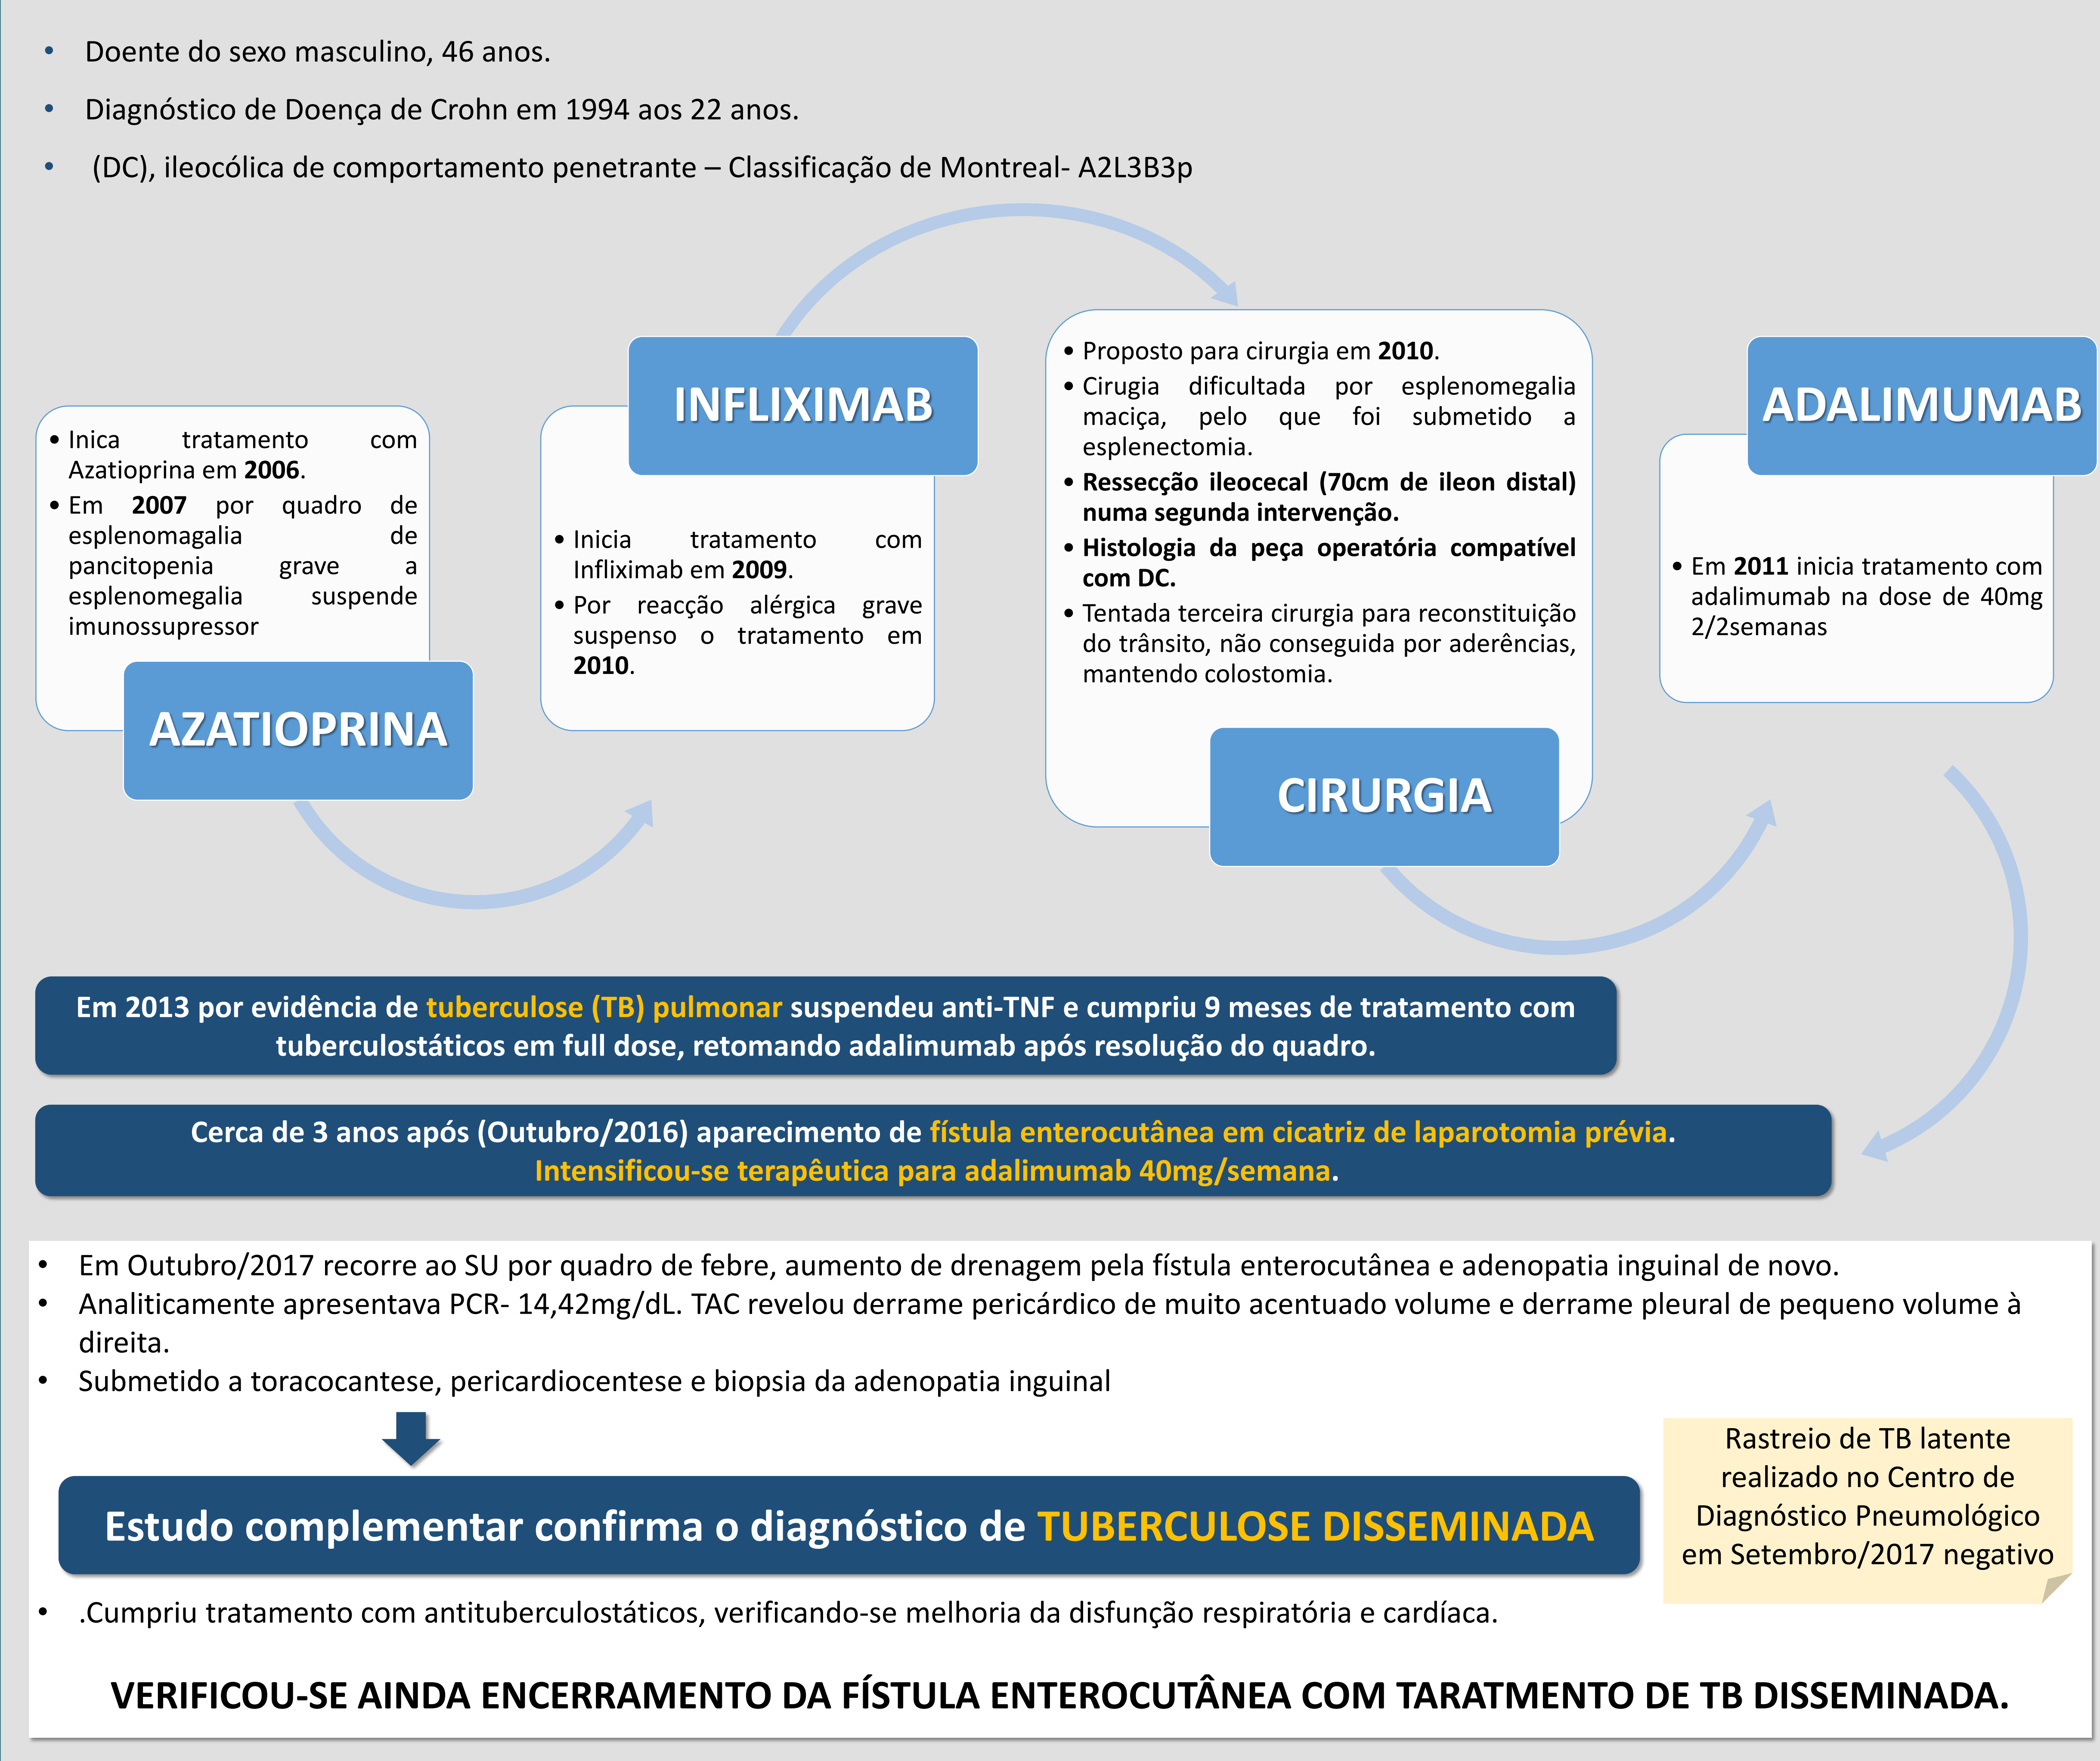 • Doente do sexo masculino, 46 anos.
• Diagnóstico de Doença de Crohn em 1994 aos 22 anos.
• (DC), ileocólica de comportamento penetrante – Classificação de Montreal- A2L3B3p
• Inica tratamento com
Azatioprina em 2006.
• Em 2007 por quadro de
esplenomagalia de
pancitopenia grave a
esplenomegalia suspende
imunossupressor
AZATIOPRINA
INFLIXIMAB
• Inicia tratamento com
Infliximab em 2009.
• Por reacção alérgica grave
suspenso o tratamento em
2010.
• Proposto para cirurgia em 2010.
• Cirugia dificultada por esplenomegalia
maciça, pelo que foi submetido a
esplenectomia.
• Ressecção ileocecal (70cm de ileon distal)
numa segunda intervenção.
• Histologia da peça operatória compatível
com DC.
• Tentada terceira cirurgia para reconstituição
do trânsito, não conseguida por aderências,
mantendo colostomia.
CIRURGIA
ADALIMUMAB
• Em 2011 inicia tratamento com
adalimumab na dose de 40mg
2/2semanas
Em 2013 por evidência de tuberculose (TB) pulmonar suspendeu anti-TNF e cumpriu 9 meses de tratamento com
tuberculostáticos em full dose, retomando adalimumab após resolução do quadro.
Cerca de 3 anos após (Outubro/2016) aparecimento de fístula enterocutânea em cicatriz de laparotomia prévia.
Intensificou-se terapêutica para adalimumab 40mg/semana.
• Em Outubro/2017 recorre ao SU por quadro de febre, aumento de drenagem pela fístula enterocutânea e adenopatia inguinal de novo.
• Analiticamente apresentava PCR- 14,42mg/dL. TAC revelou derrame pericárdico de muito acentuado volume e derrame pleural de pequeno volume à
direita.
• Submetido a toracocantese, pericardiocentese e biopsia da adenopatia inguinal
Estudo complementar confirma o diagnóstico de TUBERCULOSE DISSEMINADA
Rastreio de TB latente
realizado no Centro de
Diagnóstico Pneumológico
em Setembro/2017 negativo
• .Cumpriu tratamento com antituberculostáticos, verificando-se melhoria da disfunção respiratória e cardíaca.
VERIFICOU-SE AINDA ENCERRAMENTO DA FÍSTULA ENTEROCUTÂNEA COM TARATMENTO DE TB DISSEMINADA.